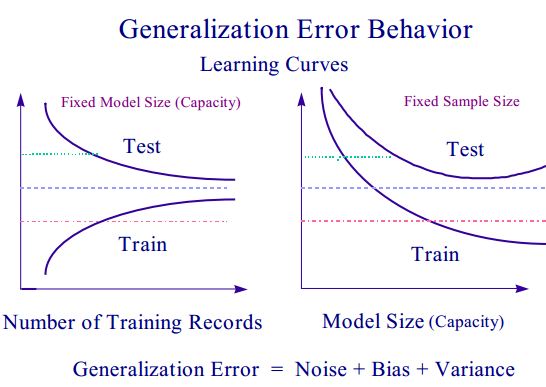 Generalization Error Behavior
Learning Curves
Fixed Model Size (Capacity)
Test
Train
Number of Training Records
Fixed Sample Size
Test
Train
Model Size (Capacity)
Generalization Error = Noise + Bias + Variance